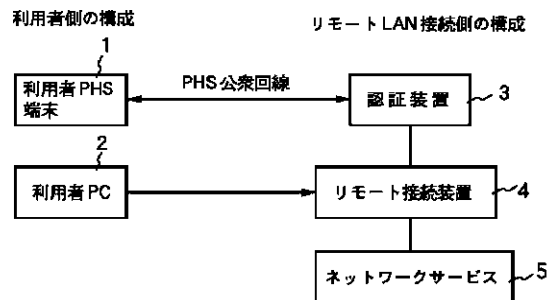 利用者側の構成
リモートLAN接続側の構成
1
利用者PHS
端末
PHS公衆回線
認証装置
3
2
利用者PC
リモート接続装置
4
ネットワークサービス
5